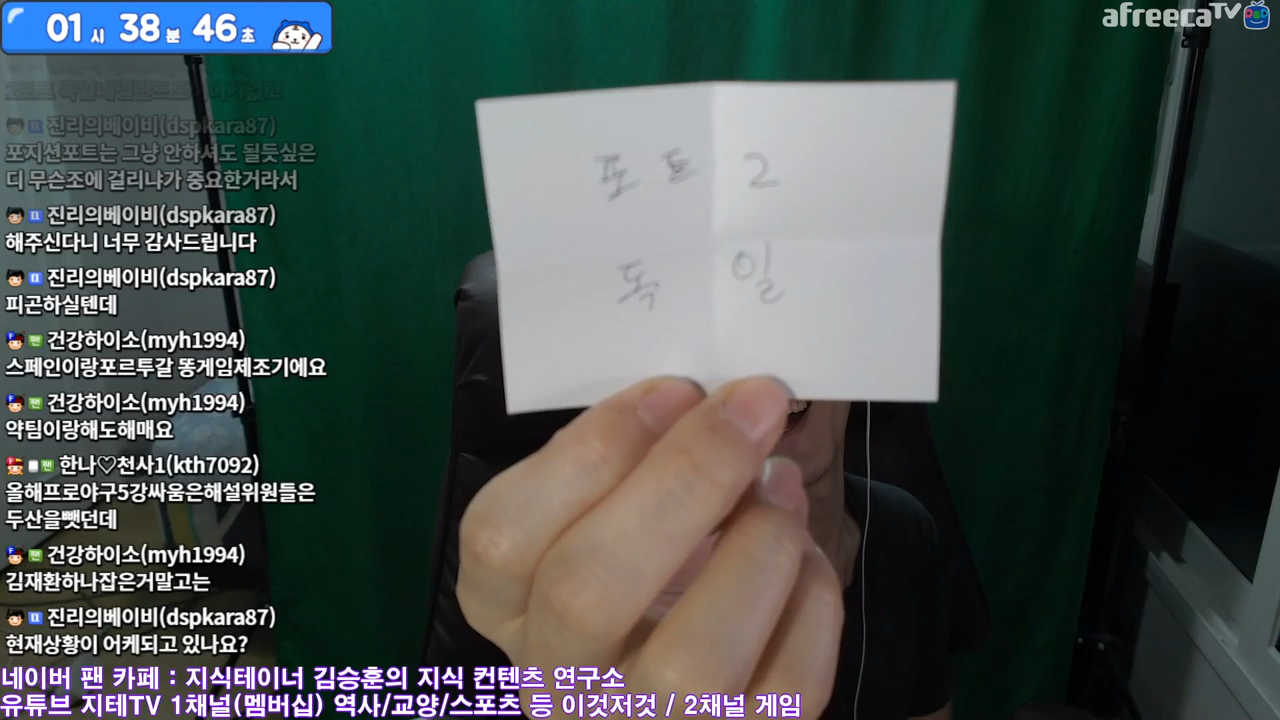 01시 38분 46초
afreecaTV
진리의베이비(dspkara87)
포지션포트는 그냥 안하셔도 될듯싶은
디 무슨조에 걸리냐가 중요한거라서
진리의베이비(dspkara87)
해주신다니 너무 감사드립니다
진리의베이비(dspkara87)
피곤하실텐데
건강하이소(myh1994)
스페인이랑포르투갈 똥게임제조기에요
건강하이소(myh1994)
약팀이랑해도해매요
한나♡천사1(kth7092)
올해프로야구5강싸움은해설위원들은
두산을뺏던데
건강하이소(myh1994)
김재환하나잡은거말고는
진리의베이비(dspkara87)
현재상황이 어케되고 있나요?
포트 2
독일
네이버 팬 카페 : 지식테이너 김승훈의 지식 컨텐츠 연구소
유튜브 지테TV 1채널(멤버십) 역사/교양/스포츠 등 이것저것 / 2채널 게임